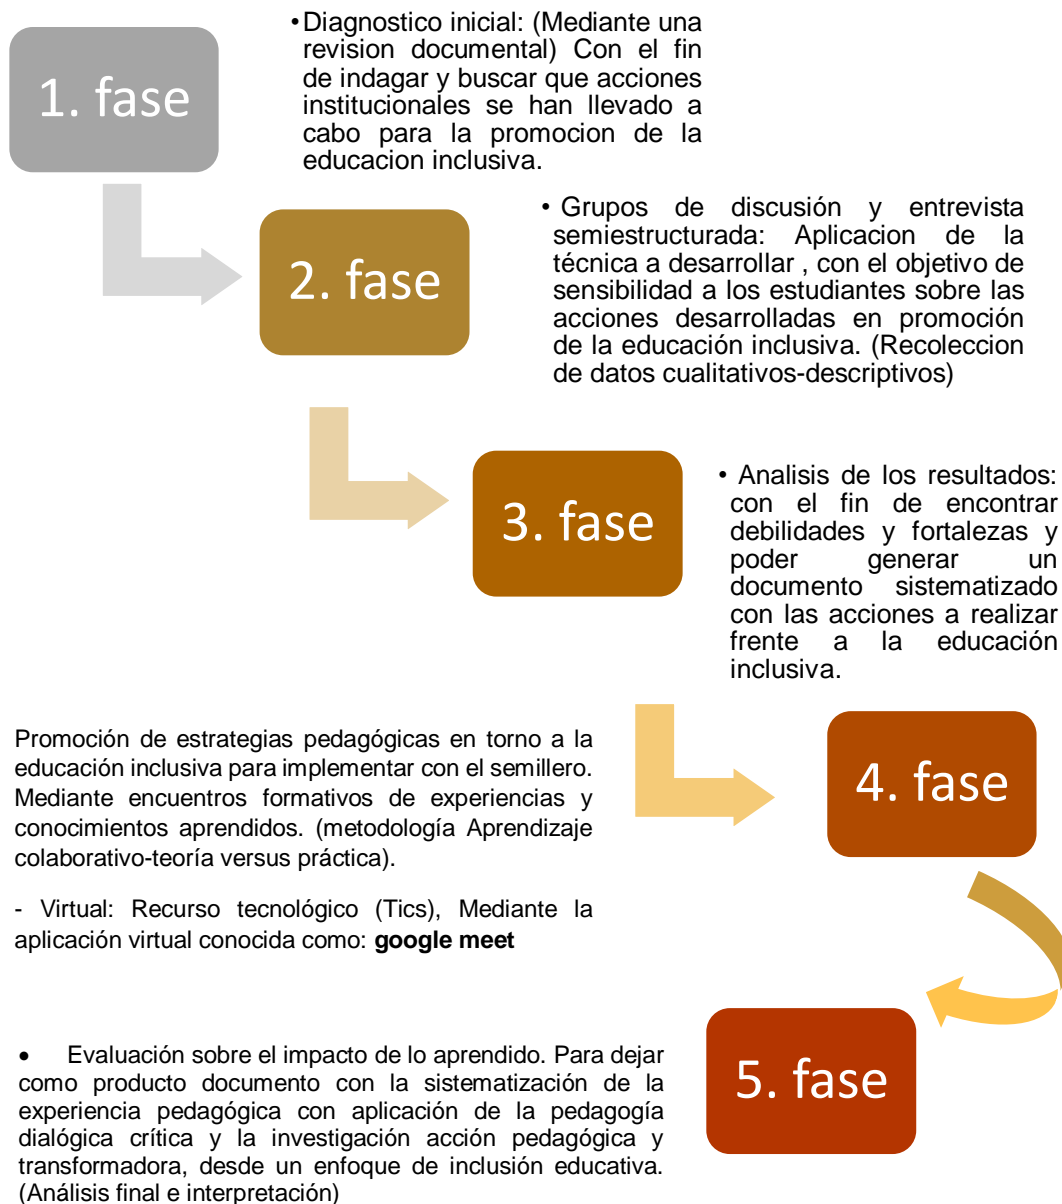 1. fase
•Diagnostico inicial: (Mediante una
revision documental) Con el fin
de indagar y buscar que acciones
institucionales se han llevado a
cabo para la promocion de la
educacion inclusiva.
2. fase
• Grupos de discusión y entrevista
semiestructurada: Aplicacion de la
técnica a desarrollar , con el objetivo de
sensibilidad a los estudiantes sobre las
acciones desarrolladas en promoción
de la educación inclusiva. (Recoleccion
de datos cualitativos-descriptivos)
3. fase
• Analisis de los resultados:
con el fin de encontrar
debilidades y fortalezas y
poder generar un
documento sistematizado
con las acciones a realizar
frente a la educación
inclusiva.
4. fase
Promoción de estrategias pedagógicas en torno a la
educación inclusiva para implementar con el semillero.
Mediante encuentros formativos de experiencias y
conocimientos aprendidos. (metodología Aprendizaje
colaborativo-teoría versus práctica).
- Virtual: Recurso tecnológico (Tics), Mediante la
aplicación virtual conocida como: google meet
5. fase
• Evaluación sobre el impacto de lo aprendido. Para dejar
como producto documento con la sistematización de la
experiencia pedagógica con aplicación de la pedagogía
dialógica crítica y la investigación acción pedagógica y
transformadora, desde un enfoque de inclusión educativa.
(Análisis final e interpretación)